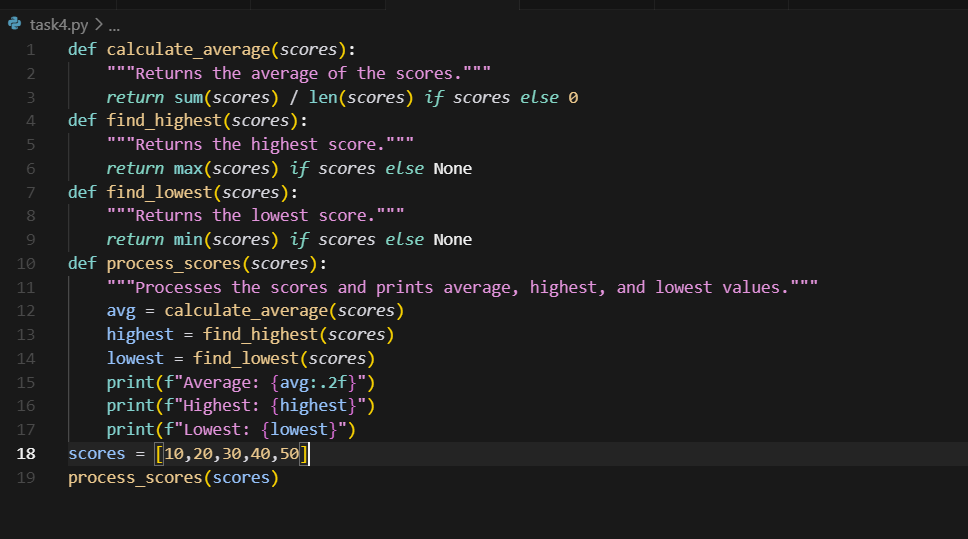 task4.py > ...
1 def calculate_average(scores):
2     """Returns the average of the scores."""
3     return sum(scores) / len(scores) if scores else 0
4 def find_highest(scores):
5     """Returns the highest score."""
6     return max(scores) if scores else None
7 def find_lowest(scores):
8     """Returns the lowest score."""
9     return min(scores) if scores else None
10 def process_scores(scores):
11     """Processes the scores and prints average, highest, and lowest values."""
12     avg = calculate_average(scores)
13     highest = find_highest(scores)
14     lowest = find_lowest(scores)
15     print(f"Average: {avg:.2f}")
16     print(f"Highest: {highest}")
17     print(f"Lowest: {lowest}")
18 scores = [10,20,30,40,50]
19 process_scores(scores)